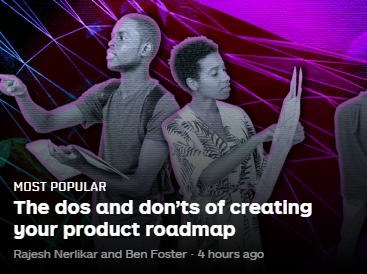 MOST POPULAR
The dos and don'ts of creating
your product roadmap
Rajesh Nerlikar and Ben Foster · 4 hours ago